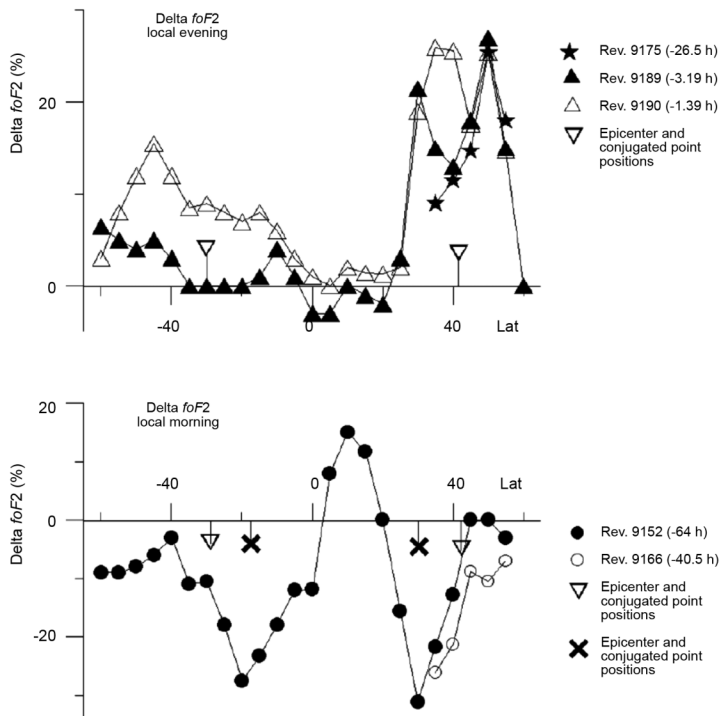 Delta foF2
local evening
Delta foF2 (%)
20
0
-40
0
40
Lat
Rev. 9175 (-26.5 h)
Rev. 9189 (-3.19 h)
Rev. 9190 (-1.39 h)
Epicenter and
conjugated point
positions
Delta foF2
local morning
Delta foF2 (%)
20
0
-20
-40
0
40
Lat
Rev. 9152 (-64 h)
Rev. 9166 (-40.5 h)
Epicenter and
conjugated point
positions
Epicenter and
conjugated point
positions